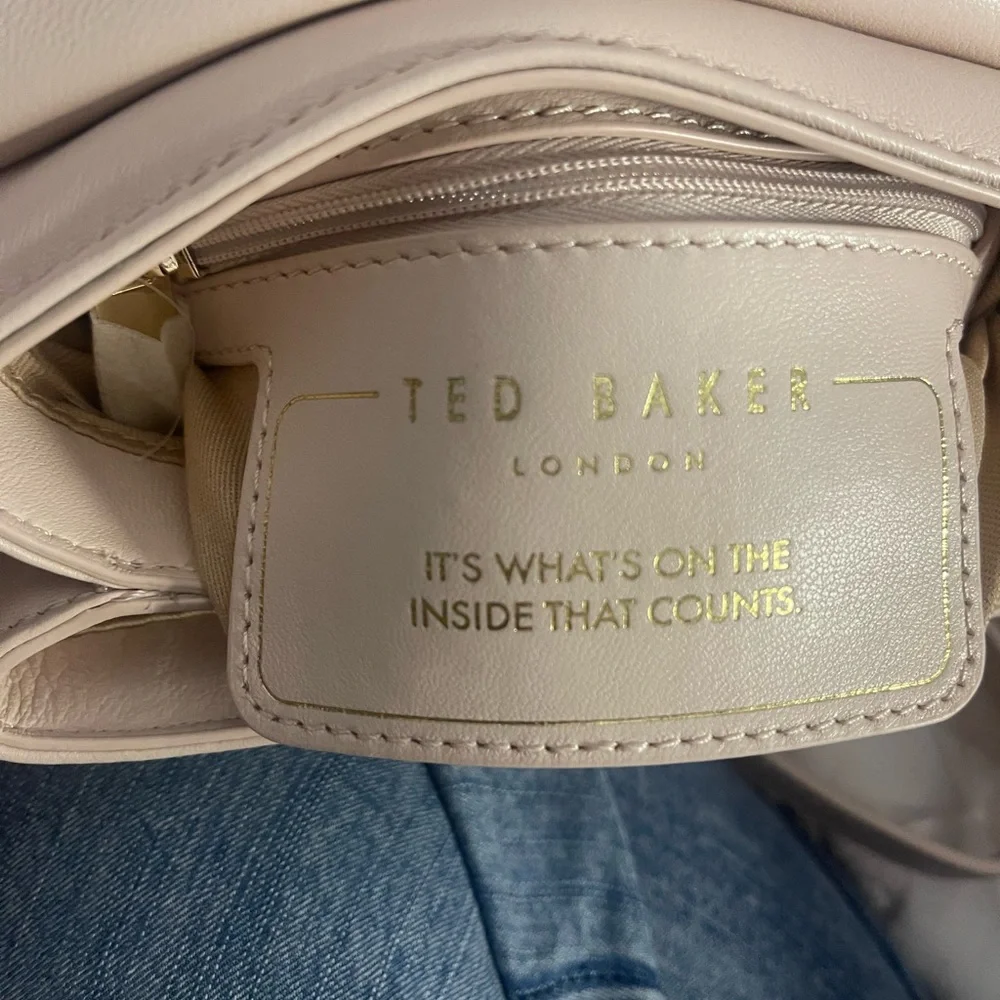 TED BAKER
LONDON
IT'S WHAT'S ON THE
INSIDE THAT COUNTS.